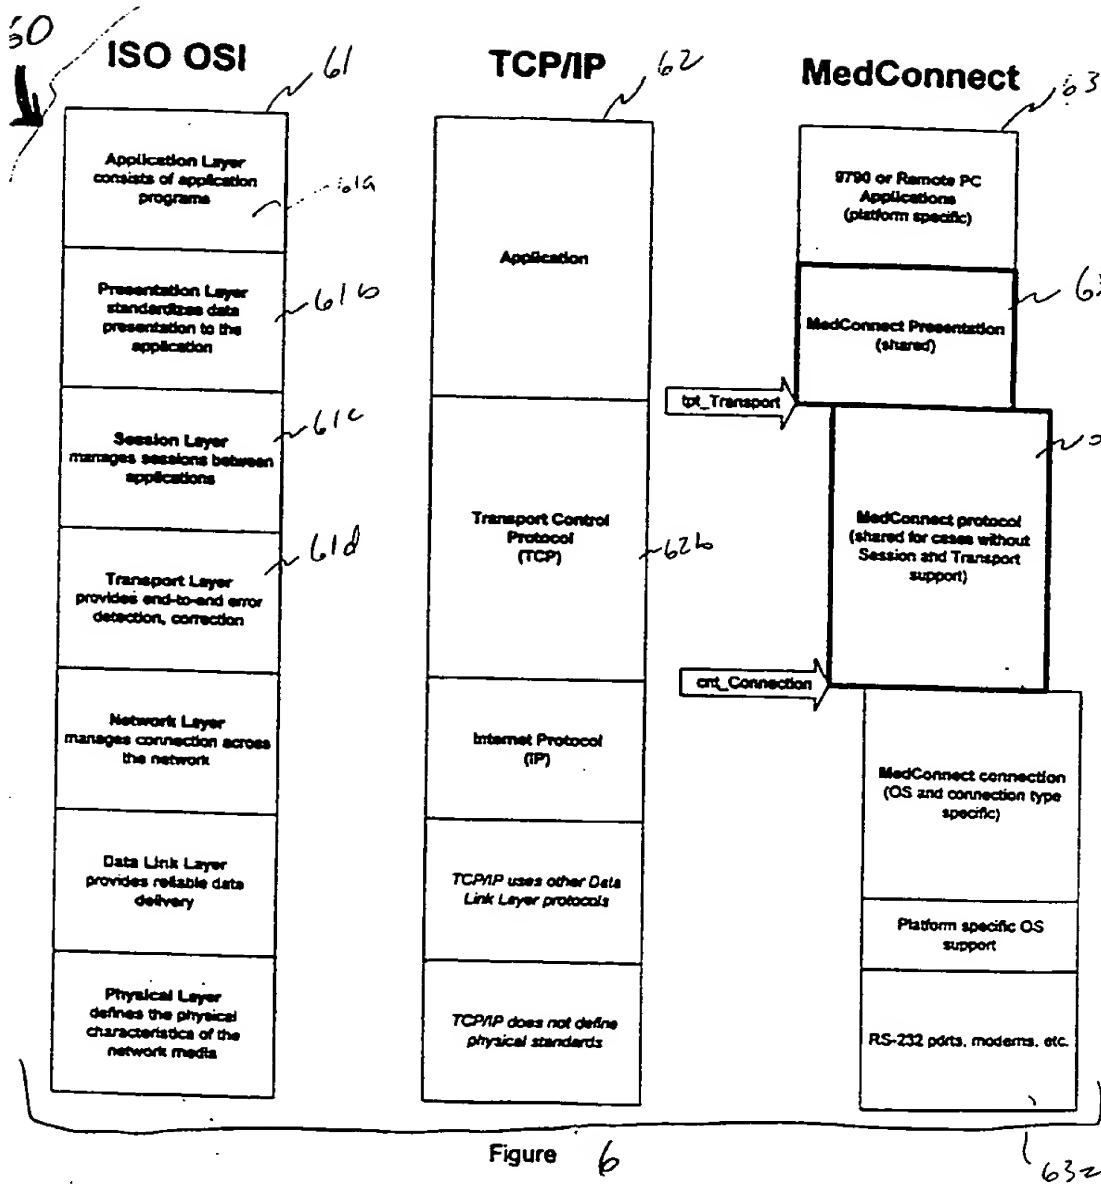 60
ISO OSI
61
Application Layer
consists of application
programs
61a
Presentation Layer
standardizes data
presentation to the
application
61b
Session Layer
manages sessions between
applications
61c
Transport Layer
provides end-to-end error
detection, correction
61d
Network Layer
manages connection across
the network
Data Link Layer
provides reliable data
delivery
Physical Layer
defines the physical
characteristics of the
network media
TCP/IP
62
Application
Transport Control
Protocol
(TCP)
62b
Internet Protocol
(IP)
TCP/IP uses other Data
Link Layer protocols
TCP/IP does not define
physical standards
MedConnect
63
9790 or Remote PC
Applications
(platform specific)
MedConnect Presentation
(shared)
63
tpt_Transport
MedConnect protocol
(shared for cases without
Session and Transport
support)
cnt_Connection
MedConnect connection
(OS and connection type
specific)
Platform specific OS
support
RS-232 ports, modems, etc.
Figure 6